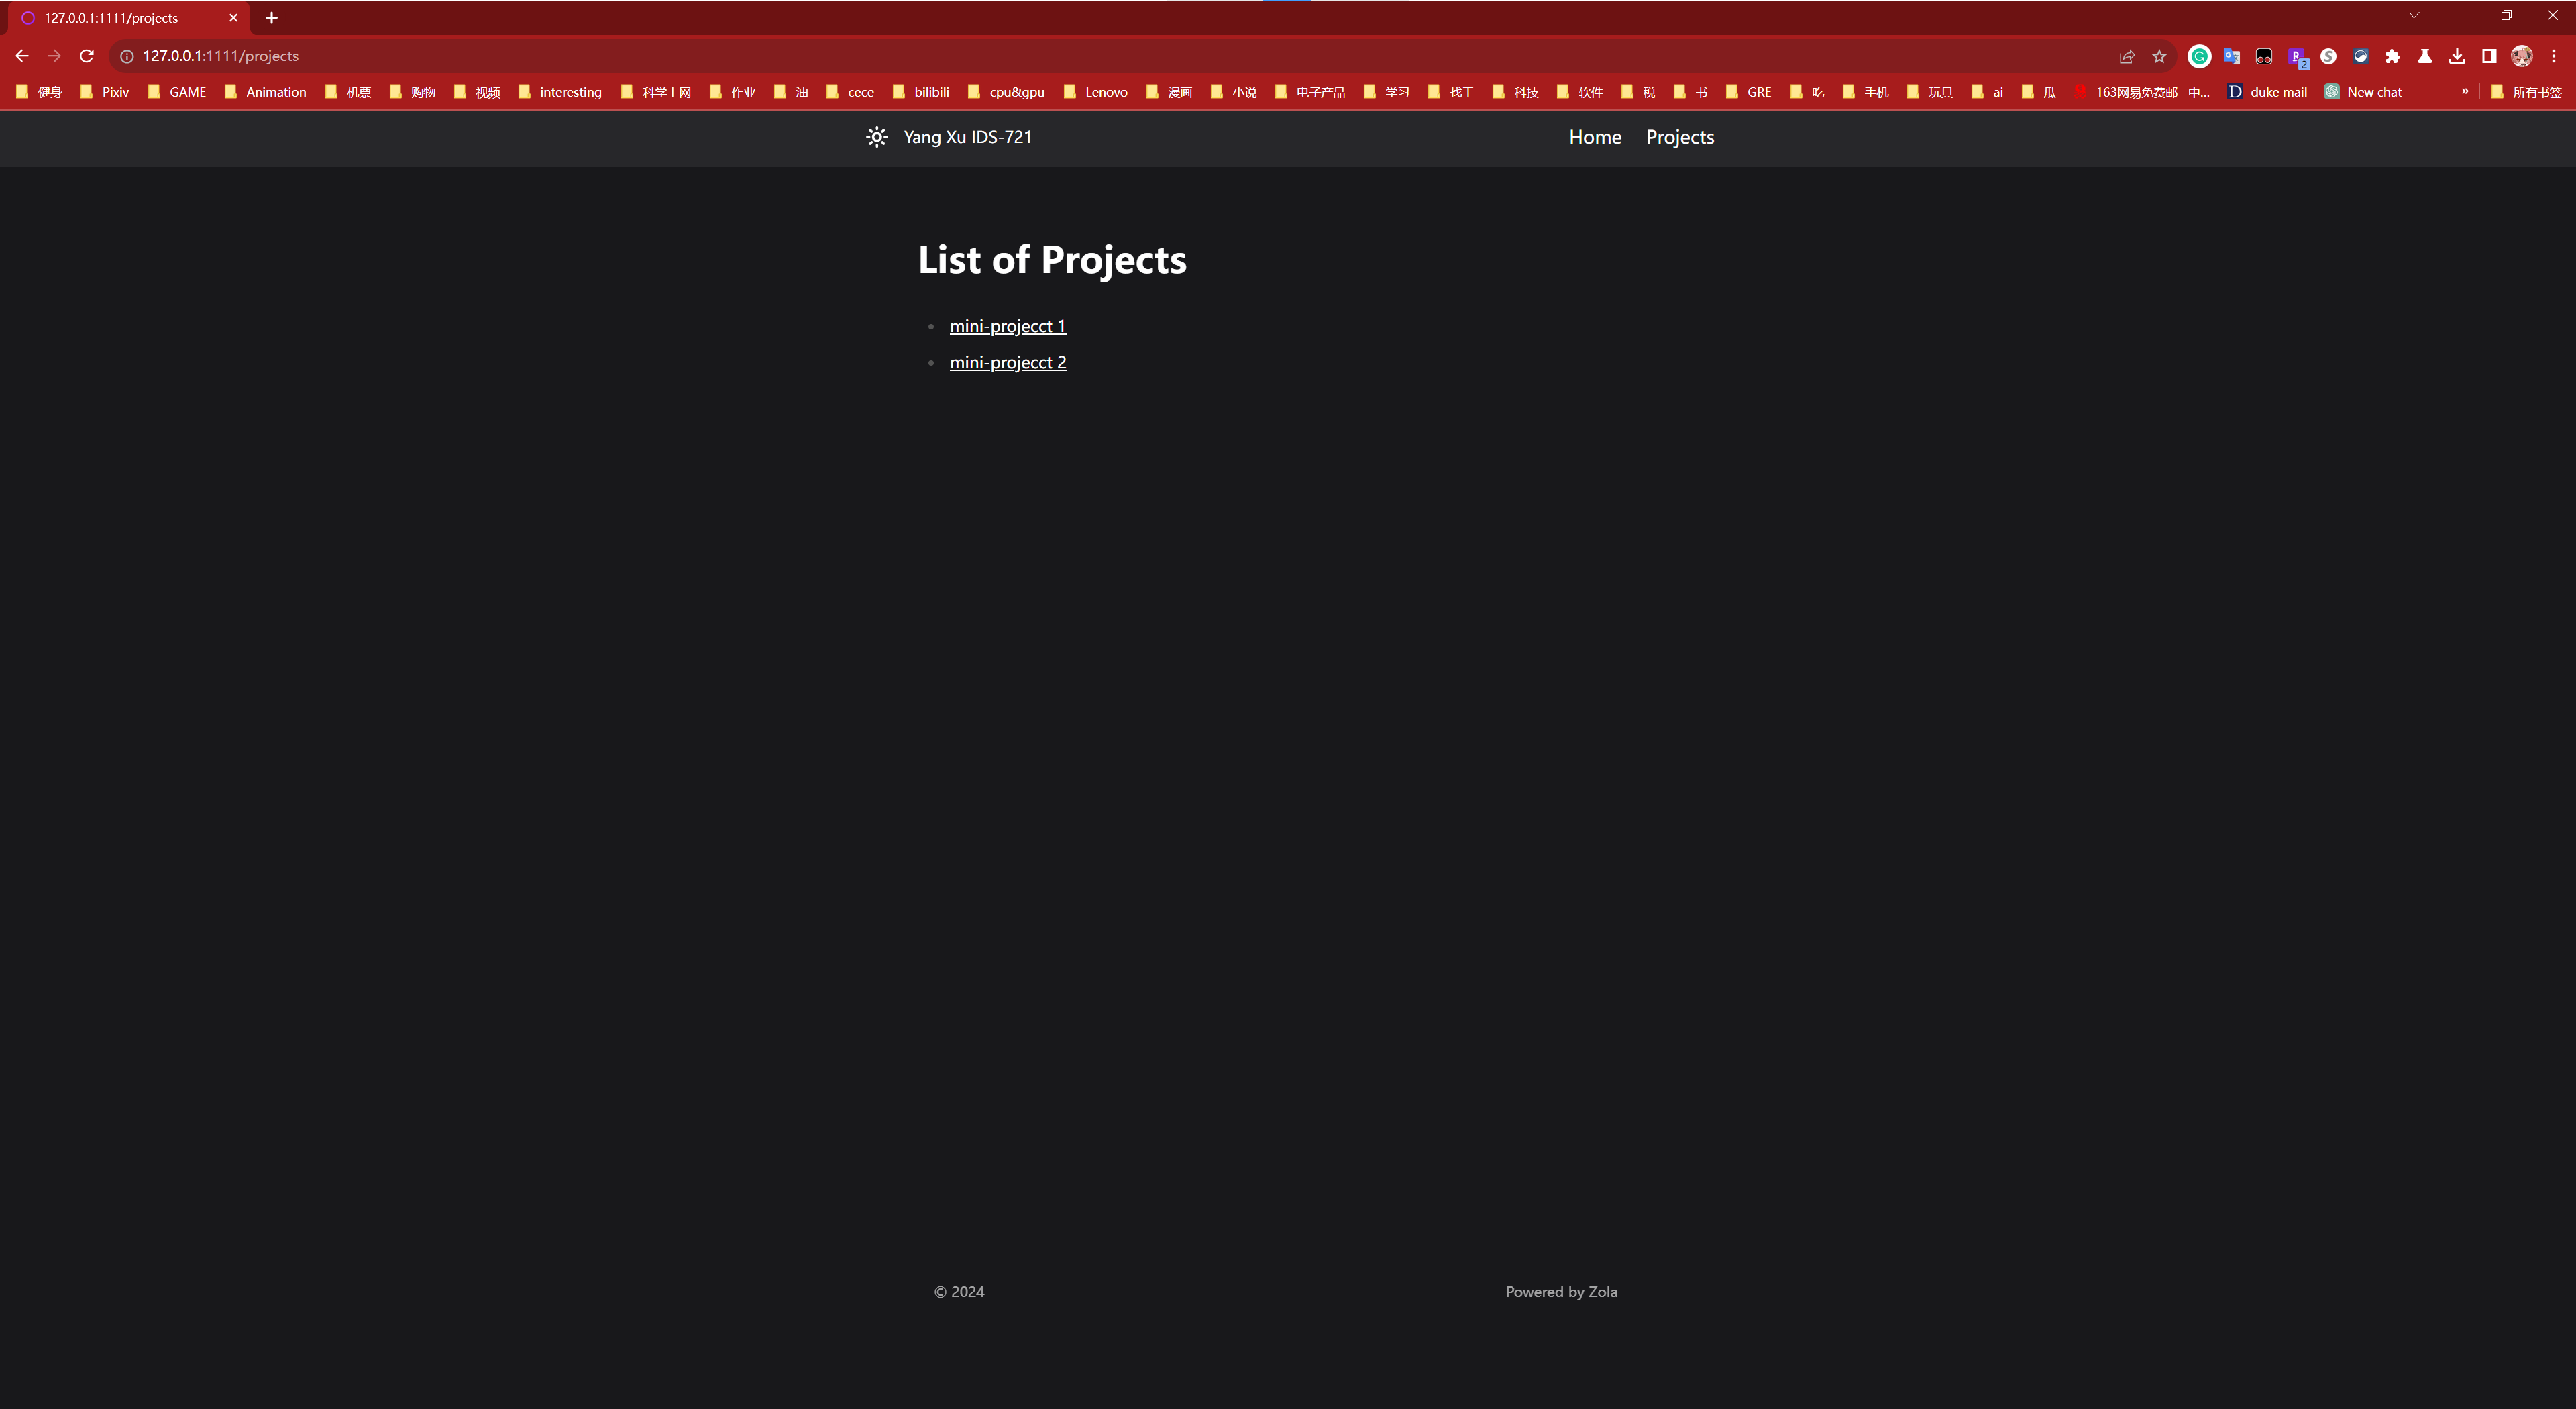 127.0.0.1:1111/projects
127.0.0.1:1111/projects
健身 Pixiv GAME Animation 机票 购物 视频 interesting 科学上网 作业 油 cece bilibili cpu&gpu Lenovo 漫画 小说 电子产品 学习 找工 科技 软件 税 书 GRE 吃 手机 玩具 ai 瓜 163网易免费邮--中... duke mail New chat » 所有书签
Yang Xu IDS-721 Home Projects
List of Projects
mini-projecct 1
mini-projecct 2
© 2024 Powered by Zola